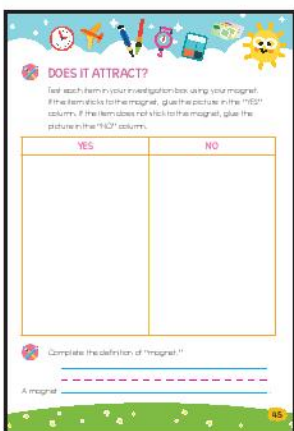 DOES IT ATTRACT?
Test each item in your investigation box using your magnet.
If the item sticks to the magnet, glue the picture in the "YES"
column. If the item does not stick to the magnet, glue the
picture in the "NO" column.
YES
NO
Complete the definition of "magnet."
A magnet
45